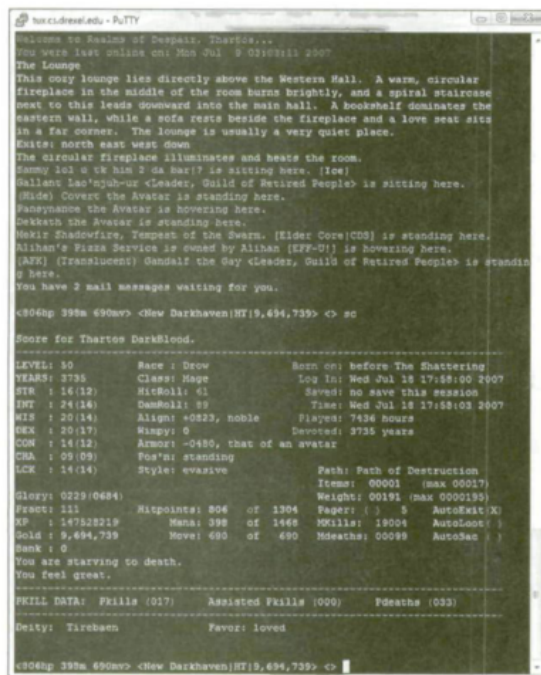 tux.cs.drexel.edu - PuTTY
Welcome to Realms of Despair, Thartos...
You were last online on: Mon Jul 9 03:03:11 2007
The Lounge
This cozy lounge lies directly above the Western Hall. A warm, circular
fireplace in the middle of the room burns brightly, and a spiral staircase
next to this leads downward into the main hall. A bookshelf dominates the
eastern wall, while a sofa rests beside the fireplace and a love seat sits
in a far corner. The lounge is usually a very quiet place.
Exits: north east west down
The circular fireplace illuminates and heats the room.
Sammy lol o tk him 2 da mar!7 is sitting here. [Ice]
Gallant Lao'njuh-ur <Leader, Guild of Retired People> is sitting here.
(Hide) Covert the Avatar is standing here.
Pansynance the Avatar is hovering here.
Dekkath the Avatar is standing here.
Nekir Shadowfire, Tempest of the Swarm. [Elder Core|CDS] is standing here.
Alihan's Pizza Service is owned by Alihan [EFF-U!] is hovering here.
[AFK] (Translucent) Gandalf the Gay <Leader, Guild of Retired People> is standin
g here.
You have 2 mail messages waiting for you.
<806hp 398m 690mv> <New Darkhaven|HT|9,694,739> <> sc
Score for Thartos DarkBlood.
LEVEL: 50 Race : Drow Born on: before The Shattering
YEARS: 3735 Class: Mage Log In: Wed Jul 18 17:58:00 2007
STR : 16(12) HitRoll: 61 Saved: no save this session
INT : 24(16) DamRoll: 89 Time: Wed Jul 18 17:58:03 2007
WIS : 20(14) Align: +0823, noble Played: 7436 hours
DEX : 20(17) Wimpy: 0 Devoted: 3735 years
CON : 14(12) Armor: -0480, that of an avatar
CHA : 09(09) Pos'n: standing
LCK : 14(14) Style: evasive Path: Path of Destruction
Items: 00001 (max 00017)
Glory: 0229(0684) Weight: 00191 (max 0000195)
Pract: 111 Hitpoints: 806 of 1304 Pager: ( ) 5 AutoExit(X)
XP : 147528219 Mana: 398 of 1468 MKills: 19004 AutoLoot( )
Gold : 9,694,739 Move: 690 of 690 Mdeaths: 00099 AutoSac ( )
Bank : 0
You are starving to death.
You feel great.
PKILL DATA: Pkills (017) Assisted Pkills (000) Pdeaths (033)
Deity: Tirebaen Favor: loved
<806hp 398m 690mv> <New Darkhaven|HT|9,694,739> <>